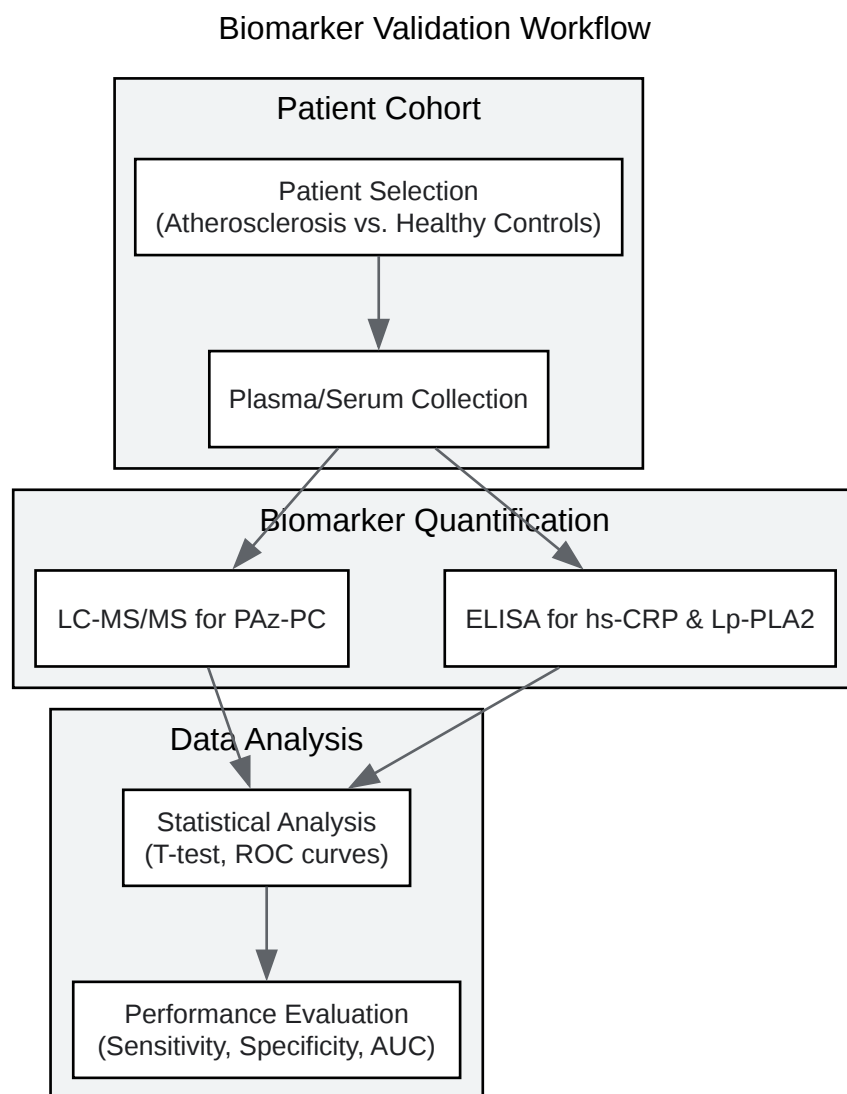 Biomarker Validation Workflow
Patient Cohort
Patient Selection
(Atherosclerosis vs. Healthy Controls)
Plasma/Serum Collection
Biomarker Quantification
LC-MS/MS for PAz-PC
ELISA for hs-CRP & Lp-PLA2
Data Analysis
Statistical Analysis
(T-test, ROC curves)
Performance Evaluation
(Sensitivity, Specificity, AUC)